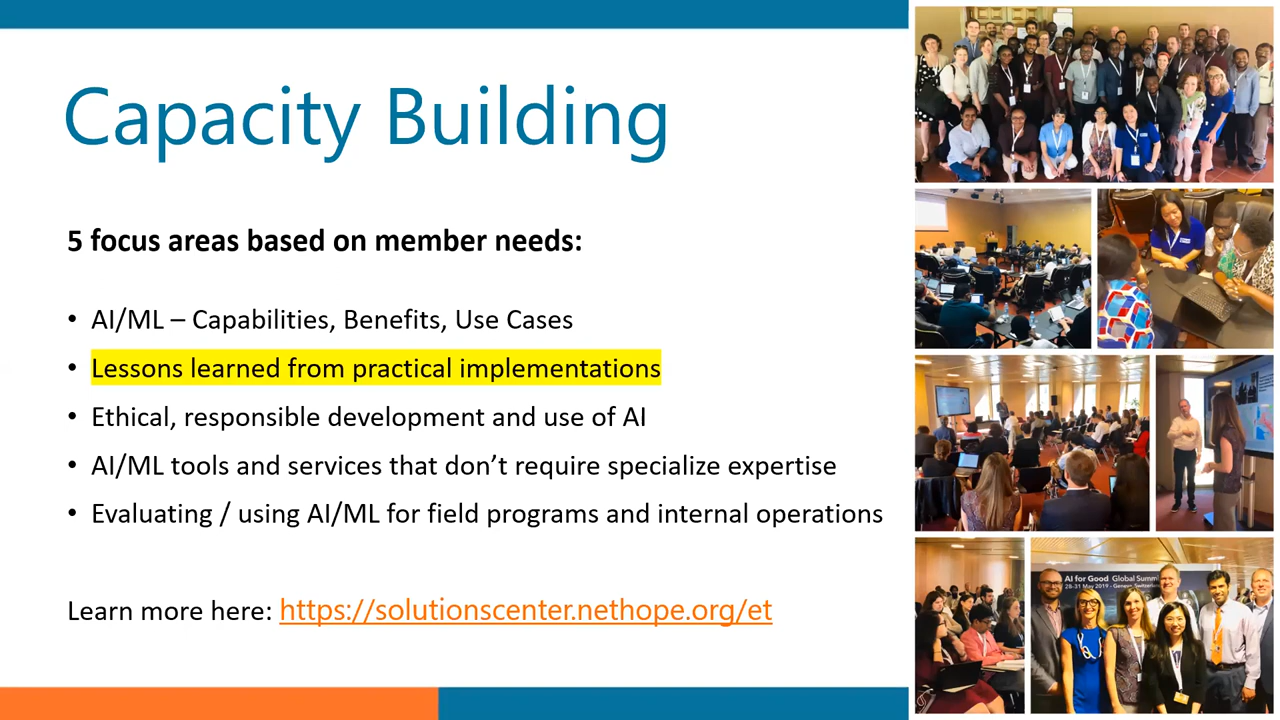 Capacity Building
5 focus areas based on member needs:
• AI/ML – Capabilities, Benefits, Use Cases
• Lessons learned from practical implementations
• Ethical, responsible development and use of AI
• AI/ML tools and services that don’t require specialize expertise
• Evaluating / using AI/ML for field programs and internal operations
Learn more here: https://solutionscenter.nethope.org/et
AI for Good Global Summ
28-31 May 2019 - Geneva, Switzerland